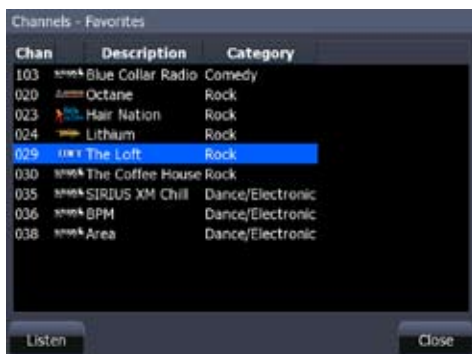 Channels - Favorites
Chan Description Category
103 Blue Collar Radio Comedy
020 Octane Rock
023 Hair Nation Rock
024 Lithium Rock
029 The Loft Rock
030 The Coffee House Rock
035 SIRIUS XM Chill Dance/Electronic
036 BPM Dance/Electronic
038 Area Dance/Electronic
Listen Close